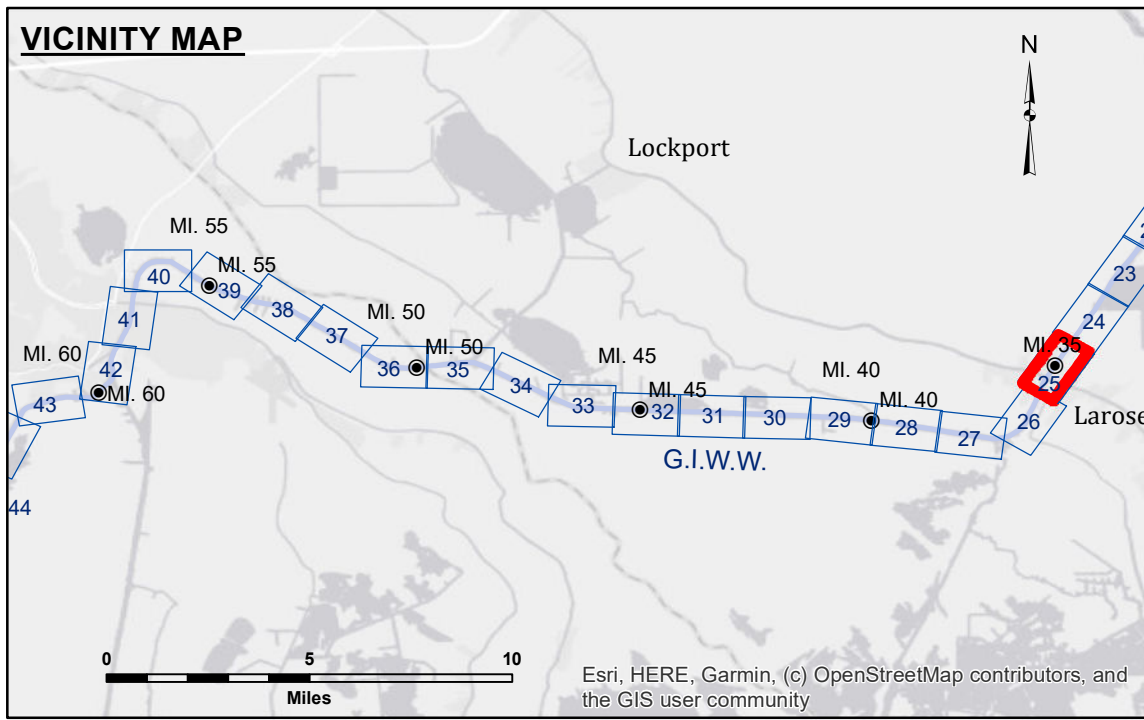 VICINITY MAP
N
Lockport
MI. 55
MI. 55
40
39
38
41
37
MI. 50
MI. 50
36
35
MI. 60
42
MI. 60
43
44
34
MI. 45
MI. 45
33
32
31
30
MI. 40
MI. 40
29
28
27
G.I.W.W.
23
24
MI. 35
25
26
Larose
0
5
10
Miles
Esri, HERE, Garmin, (c) OpenStreetMap contributors, and
the GIS user community